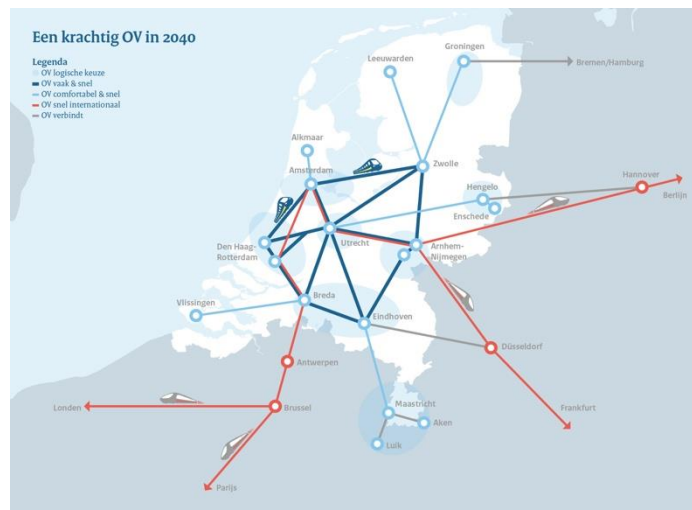 Een krachtig OV in 2040
Legenda
OV logische keuze
OV vaak & snel
OV comfortabel & snel
OV snel internationaal
OV verbindt
Groningen
Leeuwarden
Bremen/Hamburg
Alkmaar
Amsterdam
Zwolle
Hannover
Hengelo
Berlijn
Enschede
Den Haag-
Rotterdam
Utrecht
Arnhem-
Nijmegen
Breda
Vlissingen
Eindhoven
Düsseldorf
Antwerpen
Maastricht
Londen
Brussel
Frankfurt
Aken
Luik
Parijs